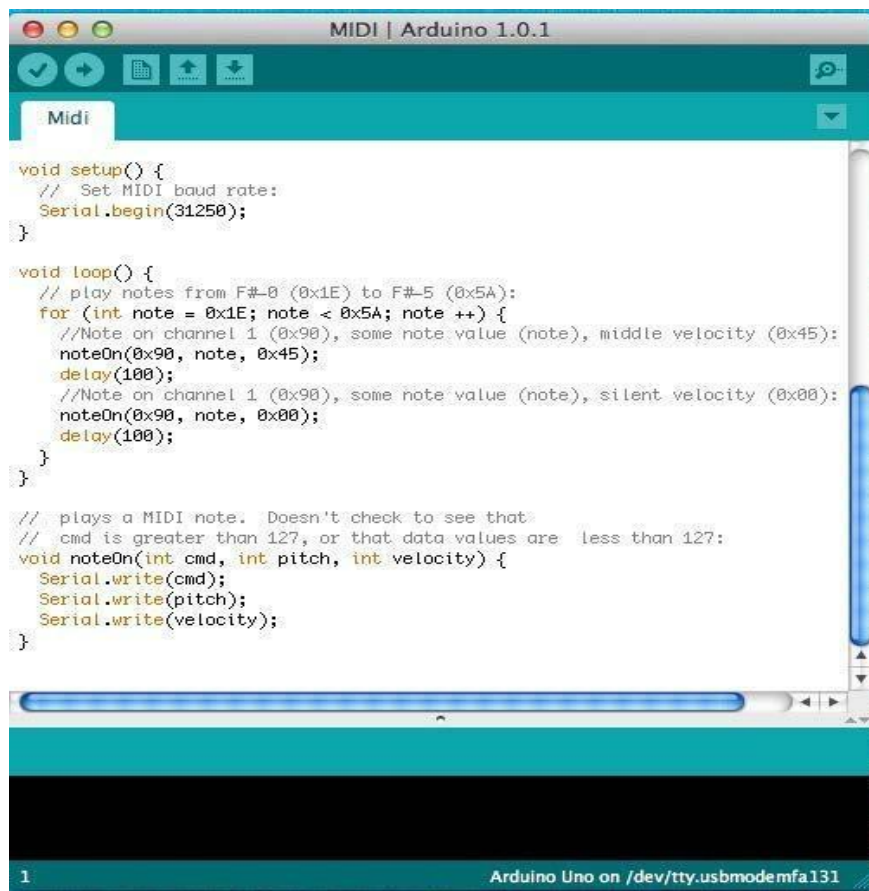 MIDI | Arduino 1.0.1
Midi
void setup() {
  //  Set MIDI baud rate:
  Serial.begin(31250);
}
void loop() {
  // play notes from F#-0 (0x1E) to F#-5 (0x5A):
  for (int note = 0x1E; note < 0x5A; note ++) {
    //Note on channel 1 (0x90), some note value (note), middle velocity (0x45):
    noteOn(0x90, note, 0x45);
    delay(100);
    //Note on channel 1 (0x90), some note value (note), silent velocity (0x00):
    noteOn(0x90, note, 0x00);
    delay(100);
  }
}
//  plays a MIDI note.  Doesn't check to see that
//  cmd is greater than 127, or that data values are  less than 127:
void noteOn(int cmd, int pitch, int velocity) {
  Serial.write(cmd);
  Serial.write(pitch);
  Serial.write(velocity);
}
1
Arduino Uno on /dev/tty.usbmodemfa131